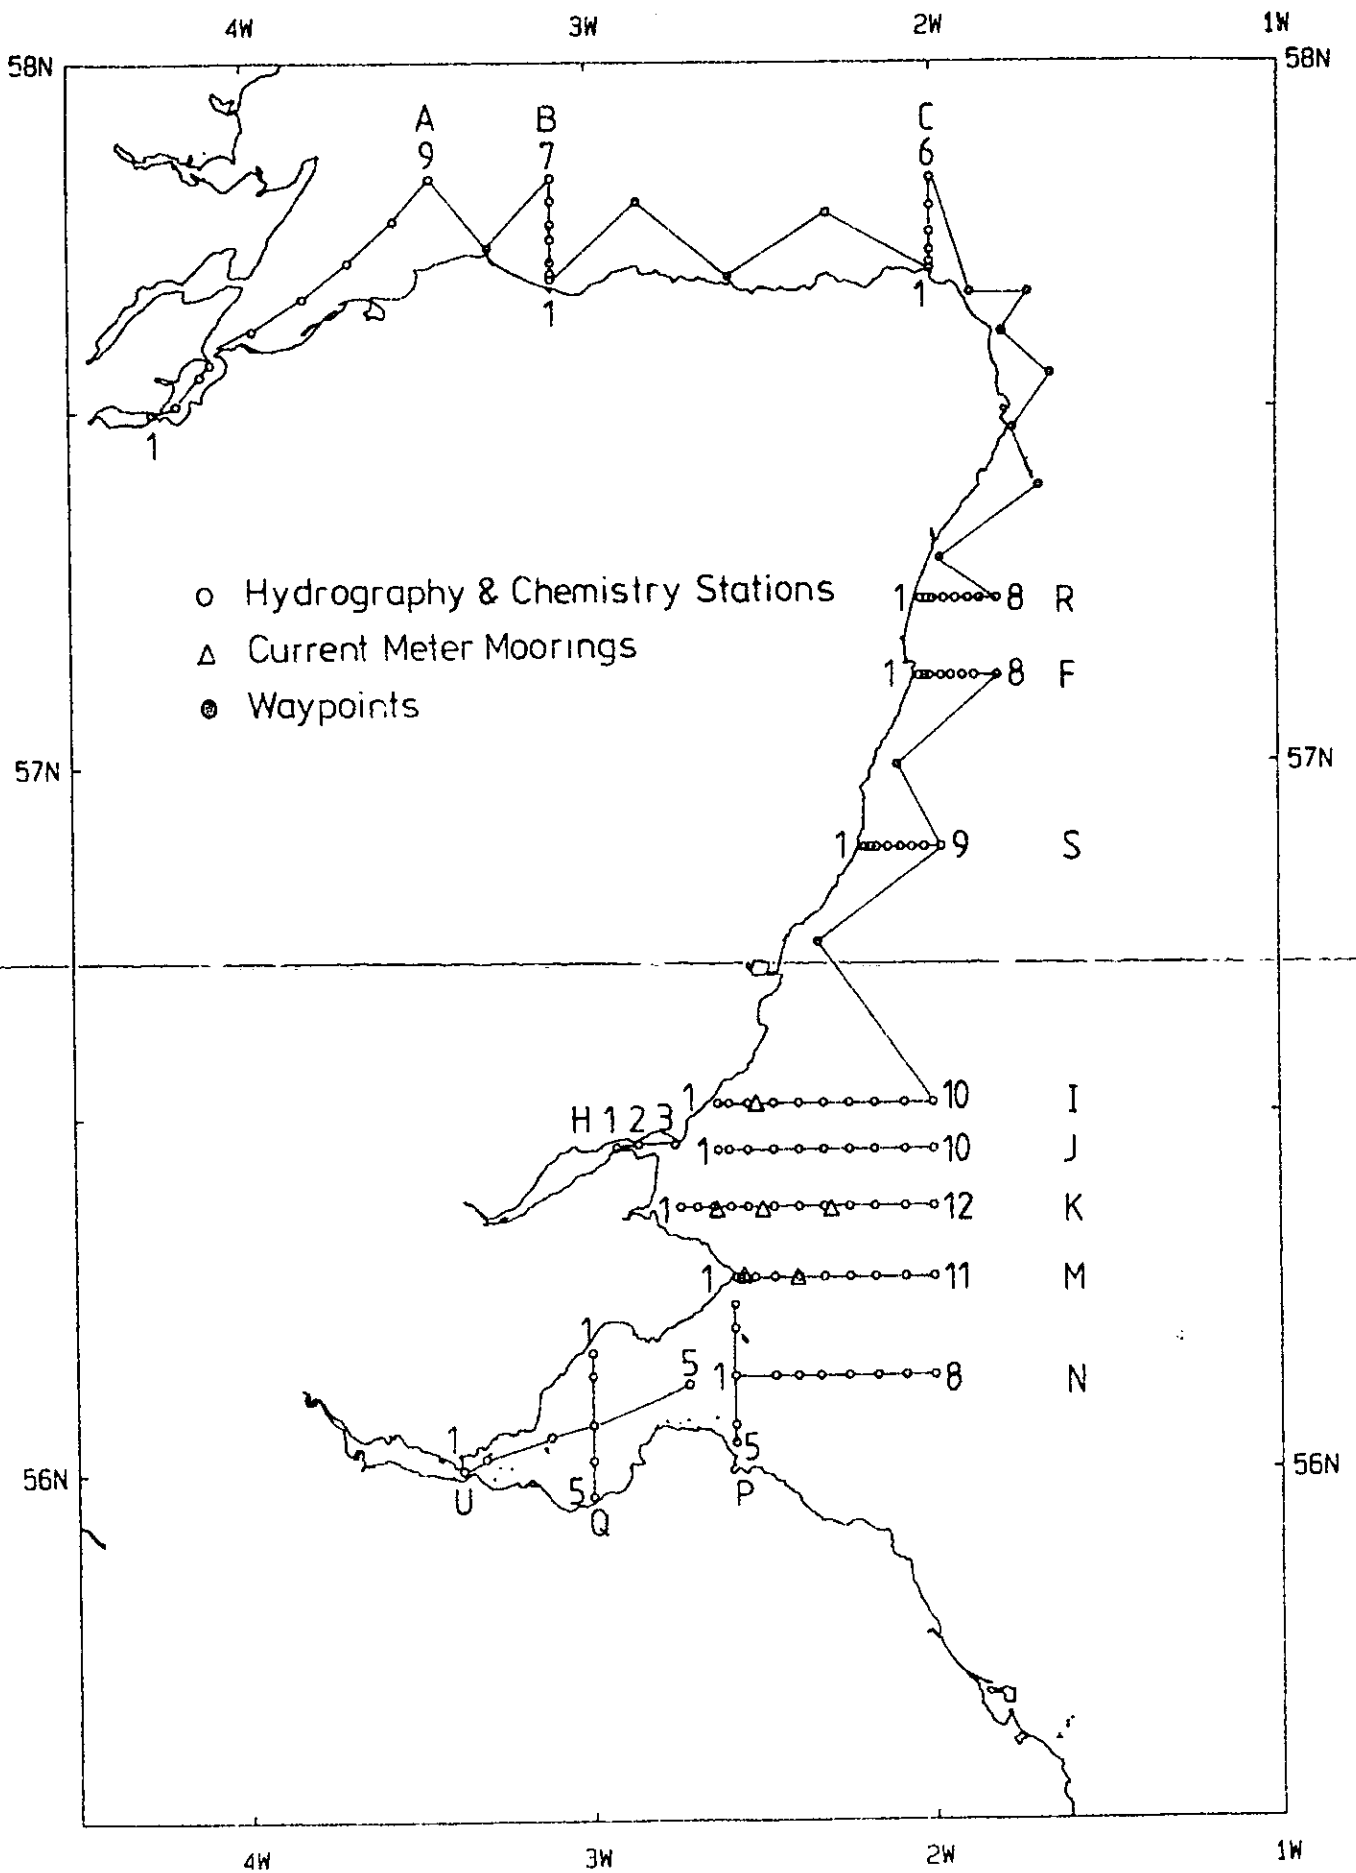 4W 3W 2W 1W
58N 58N
A B C
9 7 6
1 1
1
○ Hydrography & Chemistry Stations
△ Current Meter Moorings
Waypoints
1 8 R
1 8 F
57N 57N
1 9 S
1 10 I
H 1 2 3
1 10 J
1 12 K
1 11 M
1
5 1 8 N
1 5
56N 56N
U 5 Q P
4W 3W 2W 1W